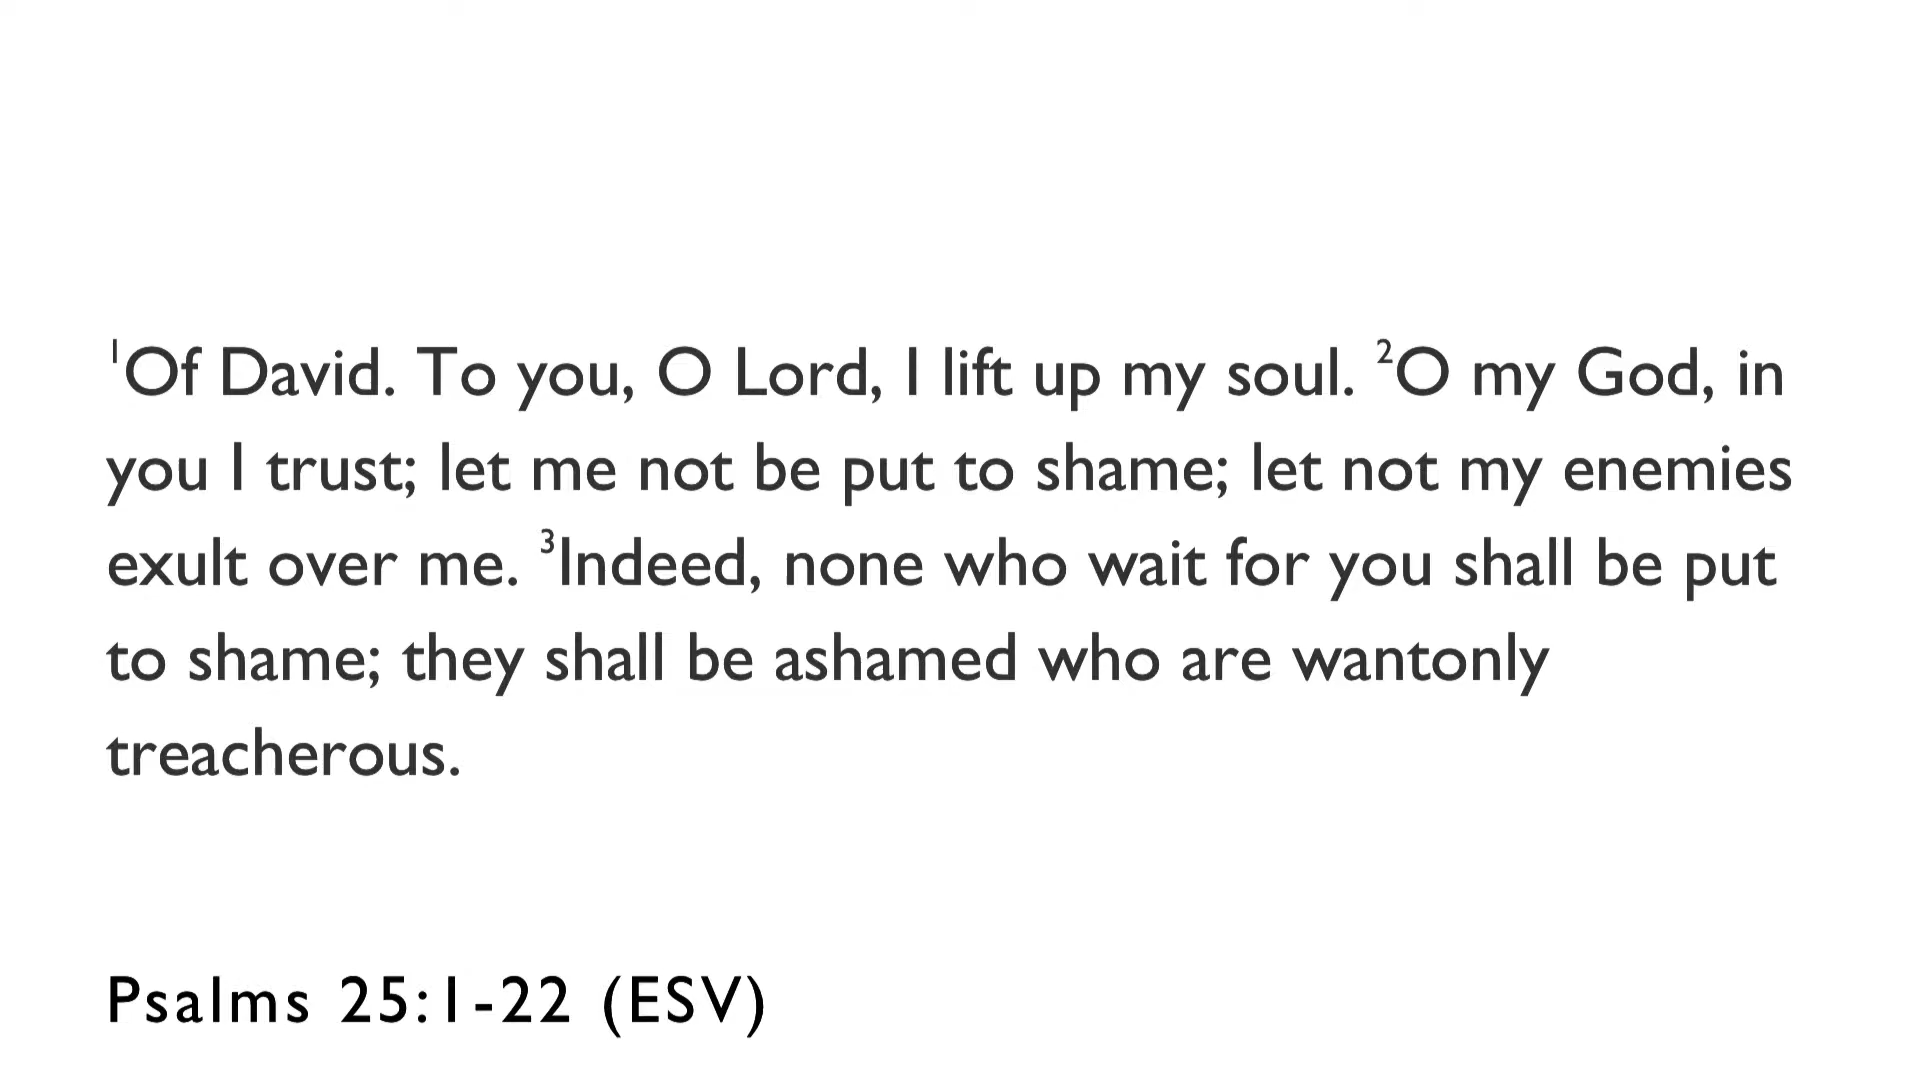 ¹Of David. To you, O Lord, I lift up my soul. ²O my God, in
you I trust; let me not be put to shame; let not my enemies
exult over me. ³Indeed, none who wait for you shall be put
to shame; they shall be ashamed who are wantonly
treacherous.
Psalms 25:1-22 (ESV)